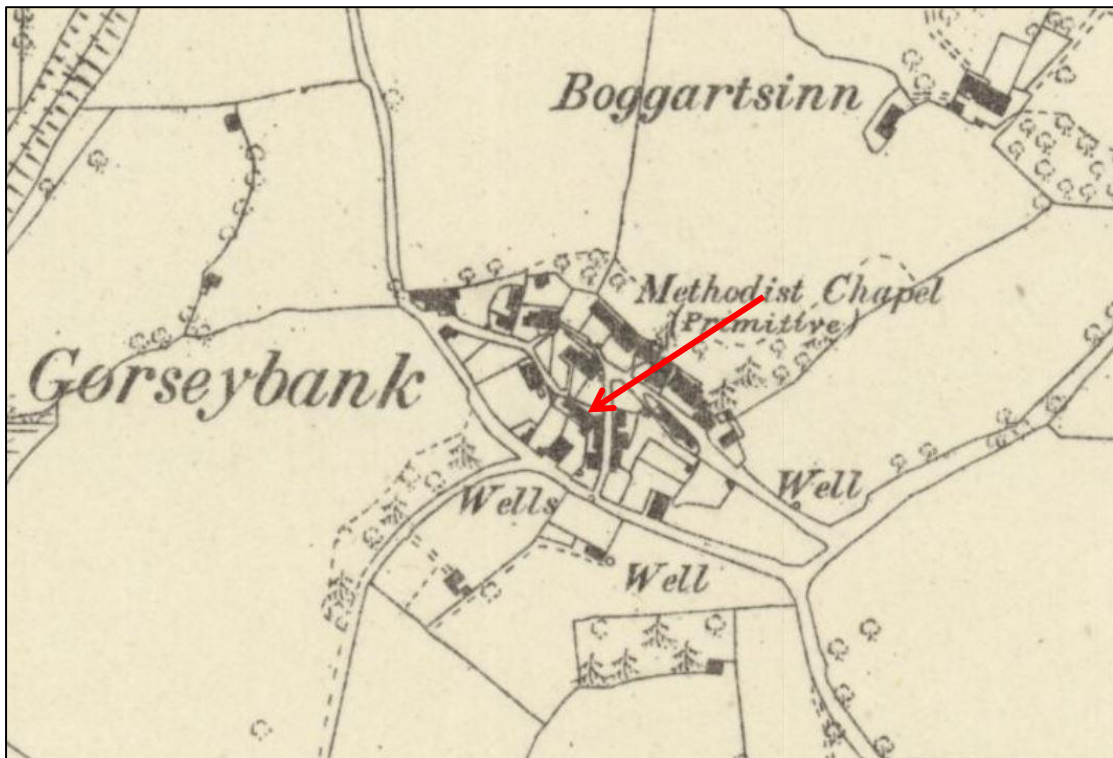 Boggartsinn
Methodist Chapel
(Primitive)
Gorseybank
Wells
Well
Well